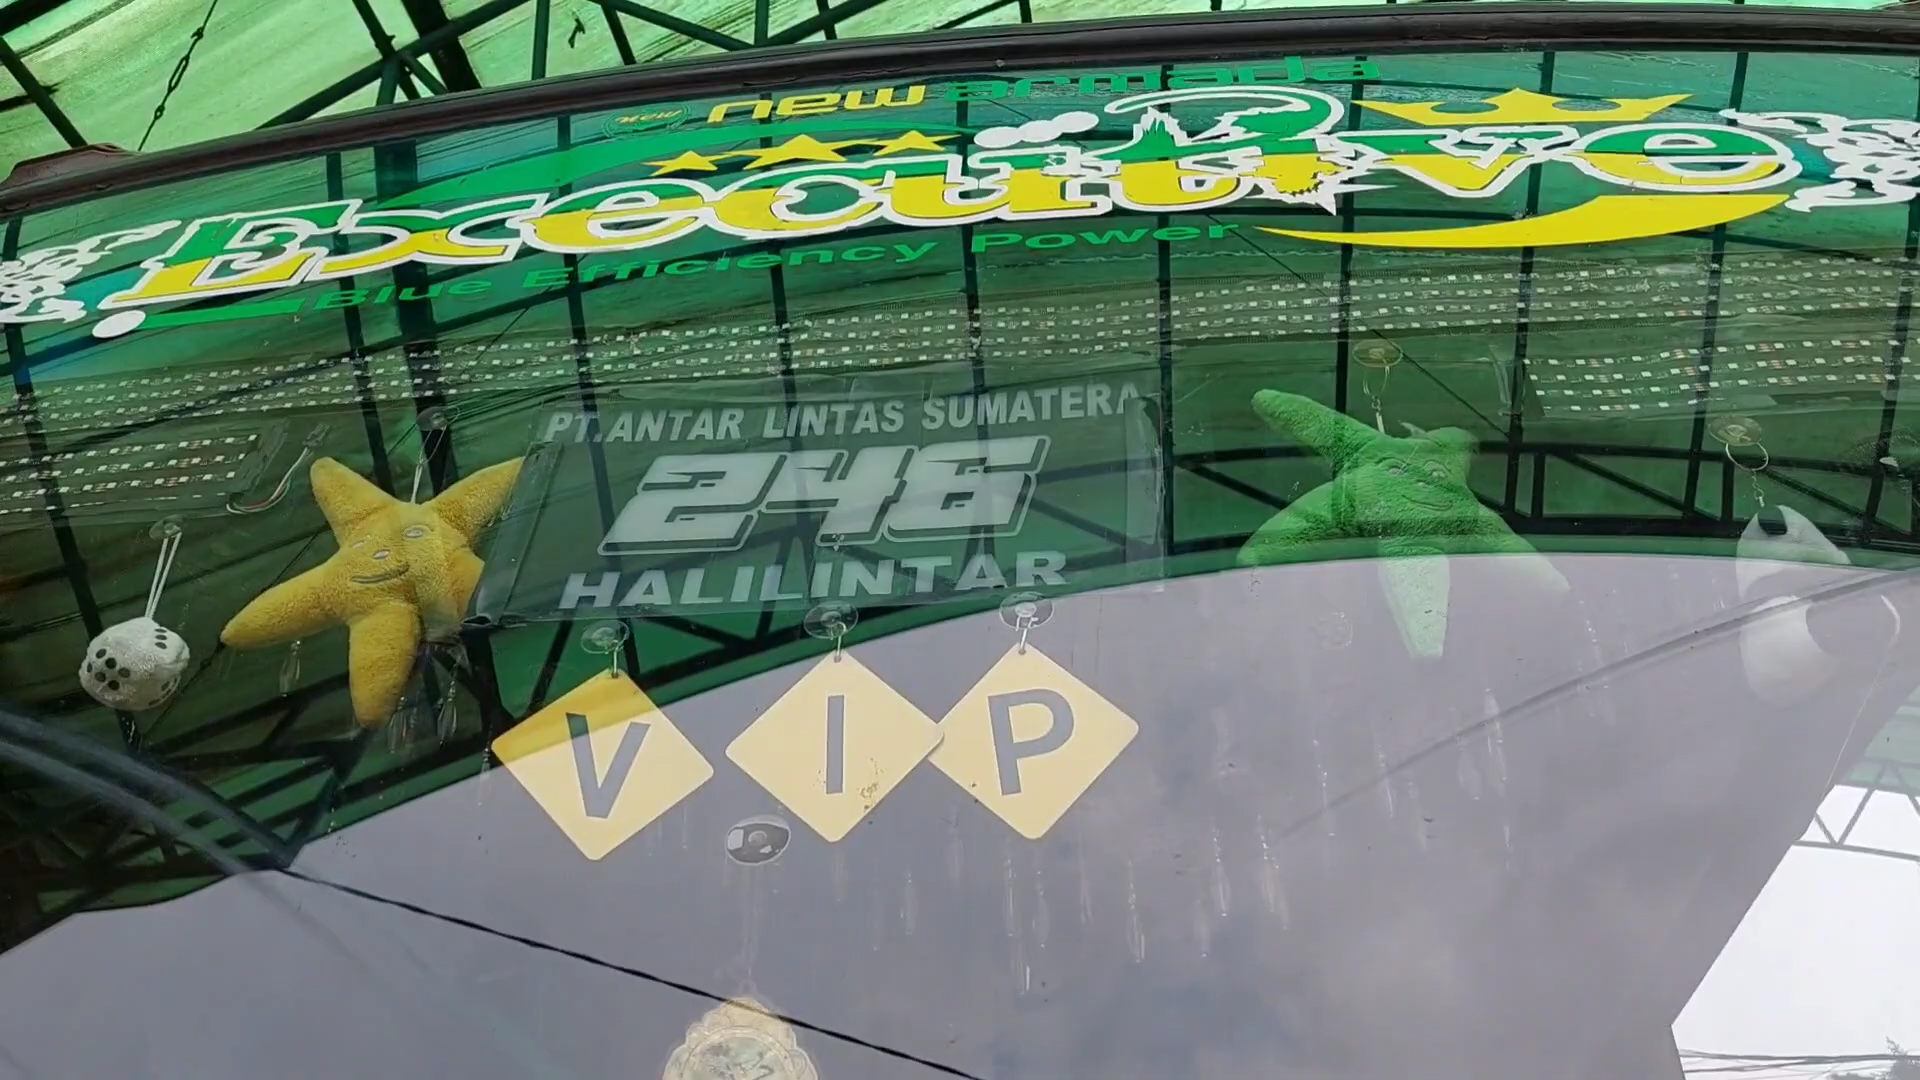 new armada
Executive
Blue Efficiency Power
PT. ANTAR LINTAS SUMATERA
246
HALILINTAR
V I P